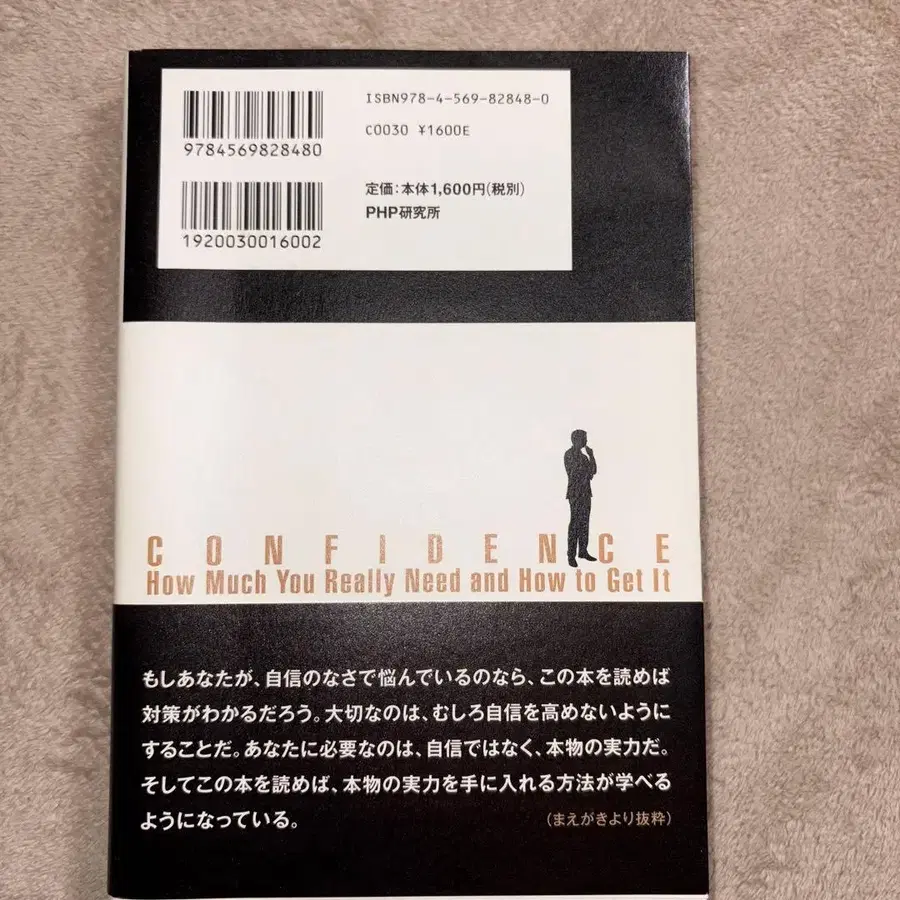 ISBN978-4-569-82848-0
C0030 ¥1600E
9784569828480
定価:本体1,600円(税別)
PHP研究所
1920030016002
CONFIDENCE
How Much You Really Need and How to Get It
もしあなたが、自信のなさで悩んでいるのなら、この本を読めば
対策がわかるだろう。大切なのは、むしろ自信を高めないように
することだ。あなたに必要なのは、自信ではなく、本物の実力だ。
そしてこの本を読めば、本物の実力を手に入れる方法が学べる
ようになっている。
(まえがきより抜粋)